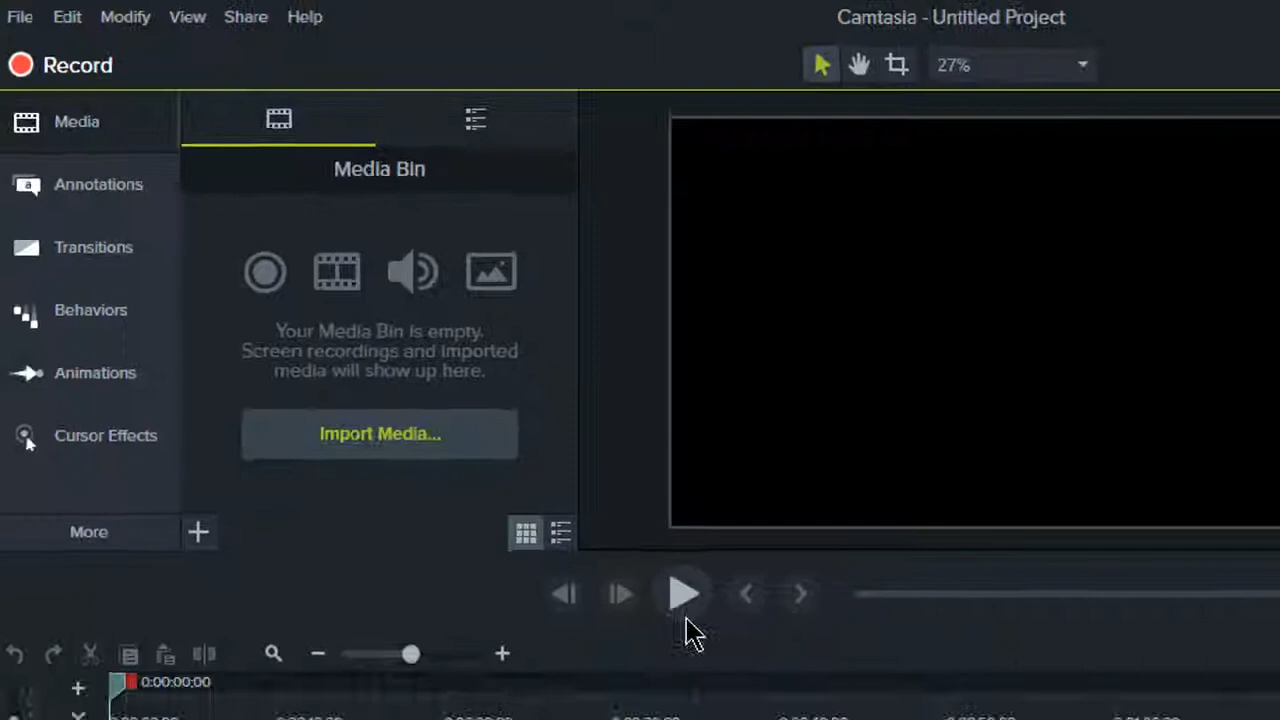 File Edit Modify View Share Help
Camtasia - Untitled Project
Record
27%
Media
Annotations
Transitions
Behaviors
Animations
Cursor Effects
More
Media Bin
Your Media Bin is empty.
Screen recordings and imported
media will show up here.
Import Media...
0:00:00;00